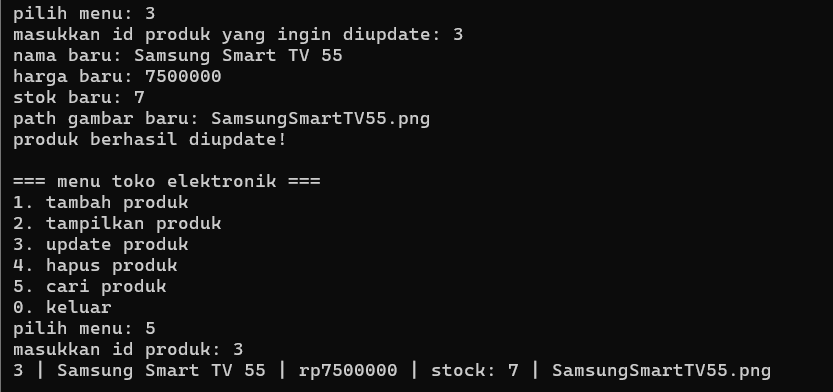 pilih menu: 3
masukkan id produk yang ingin diupdate: 3
nama baru: Samsung Smart TV 55
harga baru: 7500000
stok baru: 7
path gambar baru: SamsungSmartTV55.png
produk berhasil diupdate!

=== menu toko elektronik ===
1. tambah produk
2. tampilkan produk
3. update produk
4. hapus produk
5. cari produk
0. keluar
pilih menu: 5
masukkan id produk: 3
3 | Samsung Smart TV 55 | rp7500000 | stock: 7 | SamsungSmartTV55.png